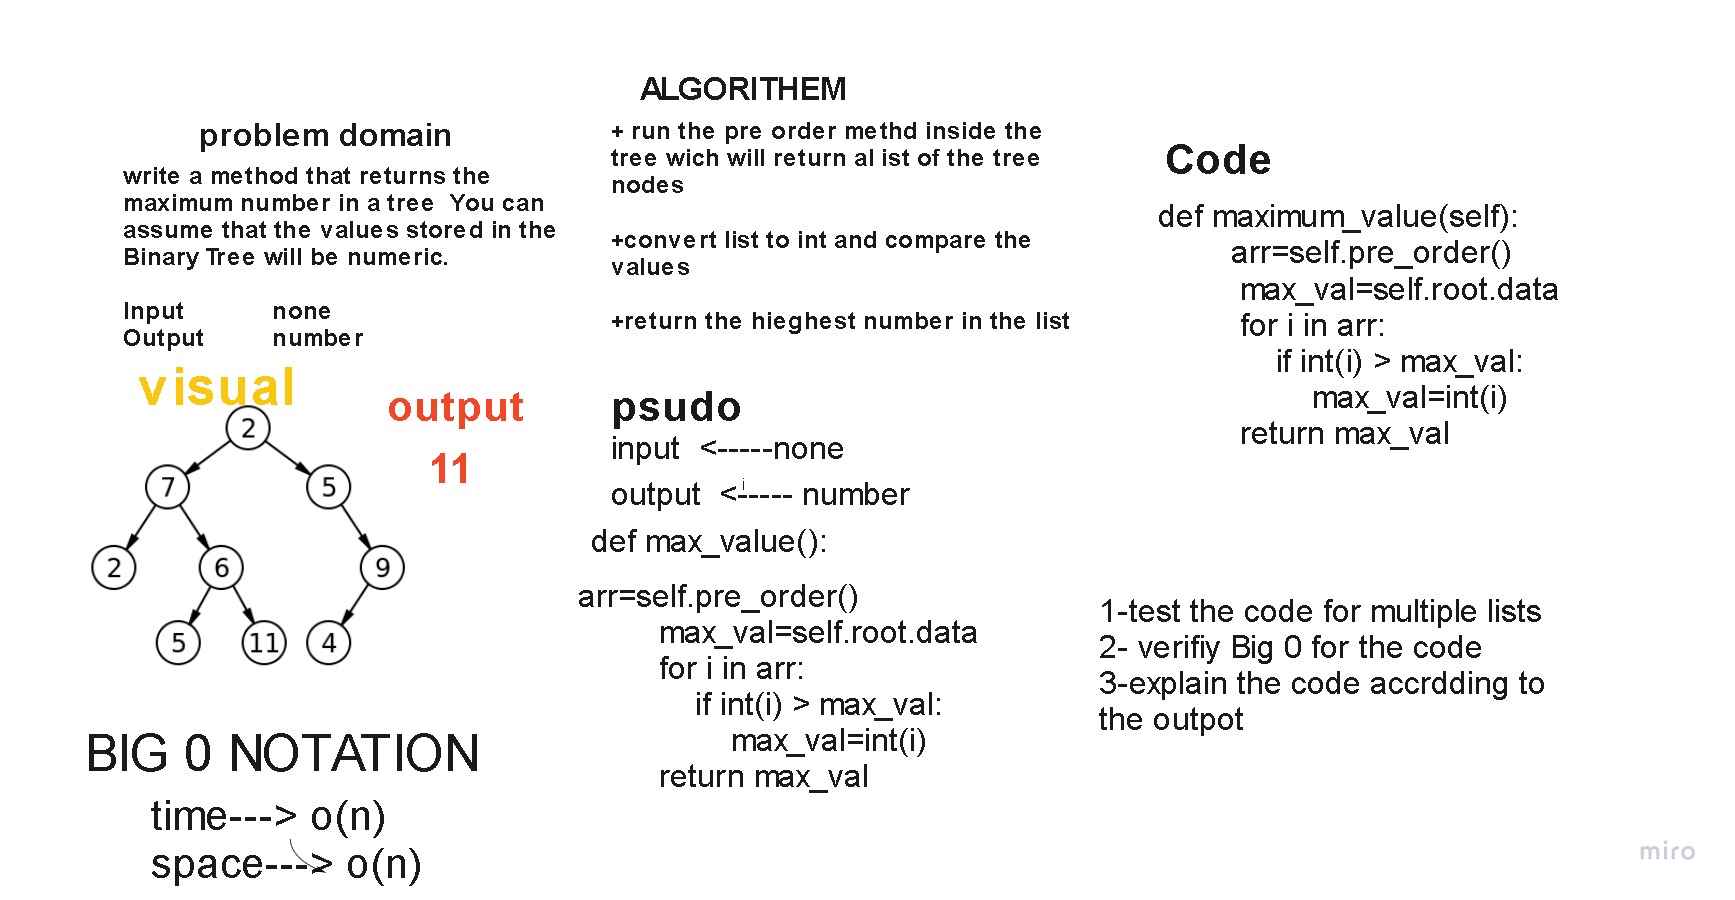 problem domain
write a method that returns the
maximum number in a tree You can
assume that the values stored in the
Binary Tree will be numeric.
Input none
Output number
visual
output
11
2
7
5
2
6
9
5
11
4
BIG 0 NOTATION
time---> o(n)
space---> o(n)
ALGORITHEM
+ run the pre order methd inside the
tree wich will return al ist of the tree
nodes
+convert list to int and compare the
values
+return the hieghest number in the list
psudo
input <-----none
output <----- number
i
def max_value():
arr=self.pre_order()
max_val=self.root.data
for i in arr:
if int(i) > max_val:
max_val=int(i)
return max_val
Code
def maximum_value(self):
arr=self.pre_order()
max_val=self.root.data
for i in arr:
if int(i) > max_val:
max_val=int(i)
return max_val
1-test the code for multiple lists
2- verifiy Big 0 for the code
3-explain the code accrdding to
the outpot
miro